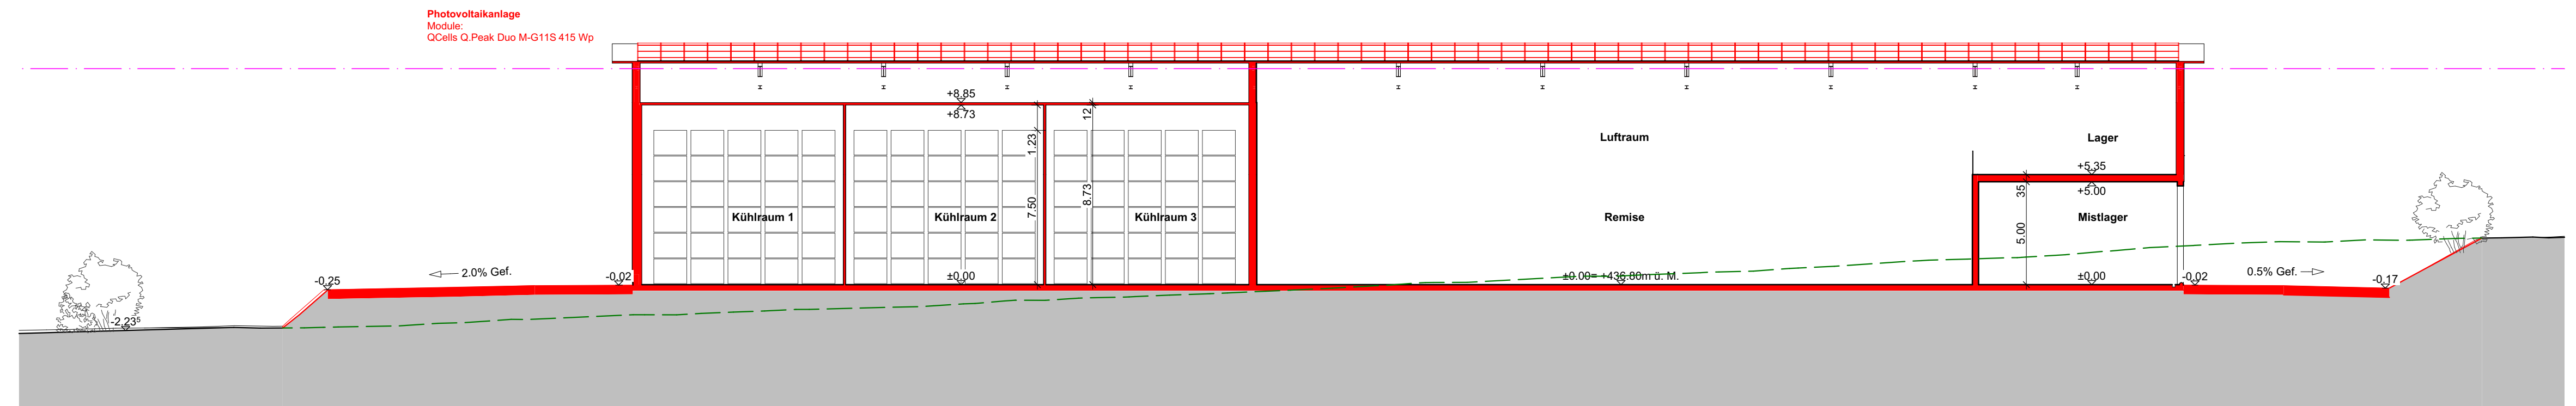 Photovoltaikanlage
Module:
QCells Q.Peak Duo M-G11S 415 Wp
+8.85
+8.73
12
1.23
Luftraum
Lager
+5.35
+5.00
35
7.50
8.73
Kühlraum 1
Kühlraum 2
Kühlraum 3
Remise
Mistlager
5.00
2.0% Gef.
-0.25
-0.02
±0.00
±0.00= +436.80m ü. M.
±0.00
-0.02
0.5% Gef.
-0.17
-2.23⁵